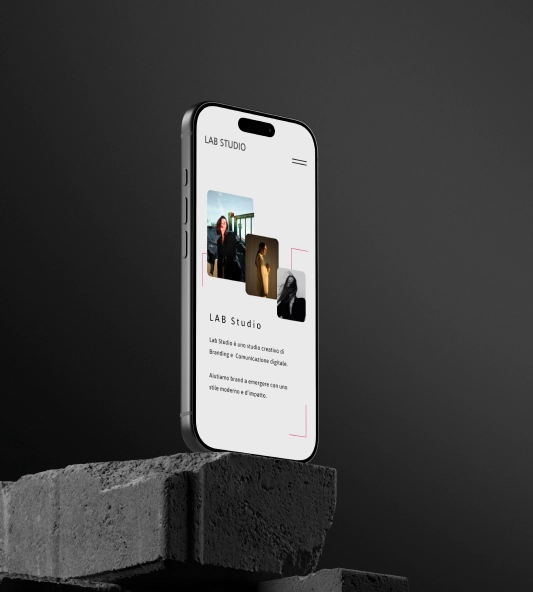 LAB STUDIO
LAB Studio
Lab Studio è uno studio creativo di
Branding e Comunicazione digitale.
Aiutiamo brand a emergere con uno
stile moderno e d'impatto.